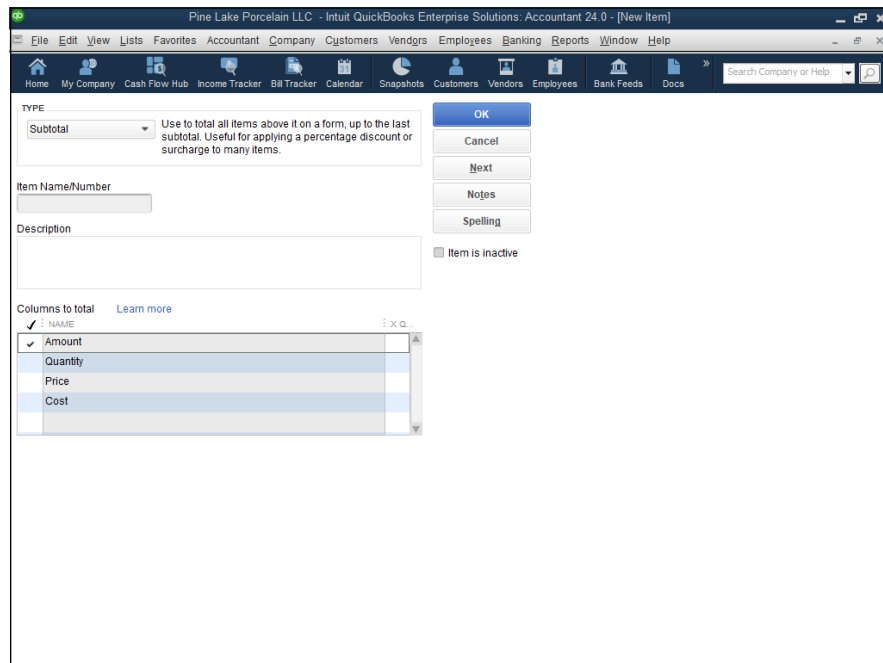 qb
Pine Lake Porcelain LLC - Intuit QuickBooks Enterprise Solutions: Accountant 24.0 - [New Item]
File Edit View Lists Favorites Accountant Company Customers Vendors Employees Banking Reports Window Help
31
Home My Company Cash Flow Hub Income Tracker Bill Tracker Calendar Snapshots Customers Vendors Employees Bank Feeds Docs » Search Company or Help
TYPE
Subtotal
Use to total all items above it on a form, up to the last
subtotal. Useful for applying a percentage discount or
surcharge to many items.
OK
Cancel
Next
Notes
Spelling
Item is inactive
Item Name/Number
Description
Columns to total Learn more
NAME X Q...
Amount
Quantity
Price
Cost